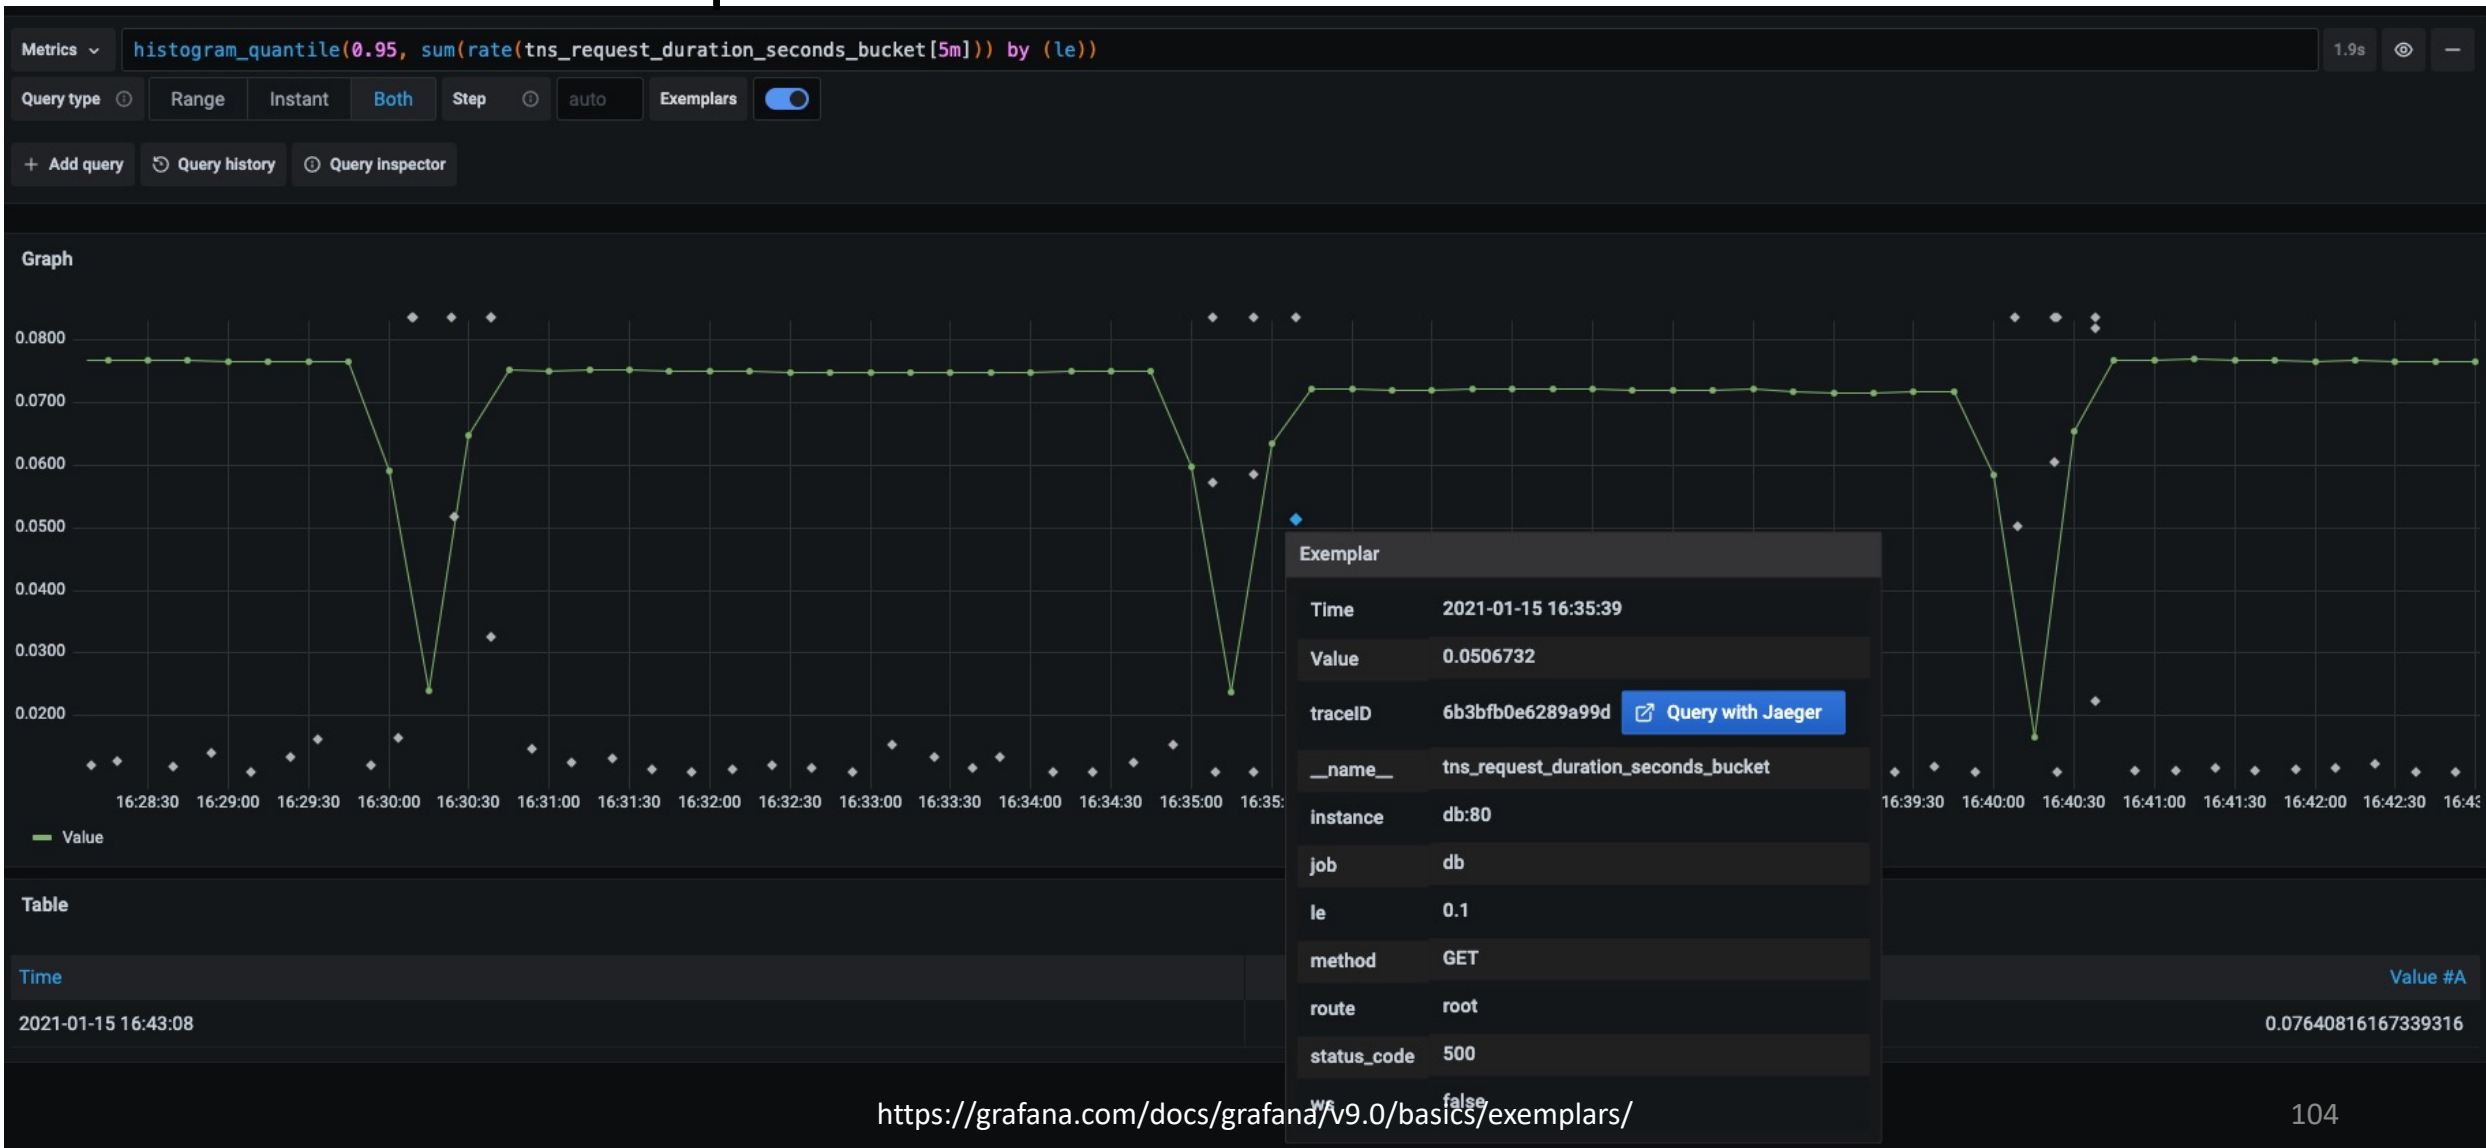 Metrics histogram_quantile(0.95, sum(rate(tns_request_duration_seconds_bucket[5m])) by (le)) 1.9s
Query type Range Instant Both Step auto Exemplars
+ Add query Query history Query inspector
Graph
0.0800
0.0700
0.0600
0.0500
0.0400
0.0300
0.0200
16:28:30 16:29:00 16:29:30 16:30:00 16:30:30 16:31:00 16:31:30 16:32:00 16:32:30 16:33:00 16:33:30 16:34:00 16:34:30 16:35:00 16:35: 16:39:30 16:40:00 16:40:30 16:41:00 16:41:30 16:42:00 16:42:30 16:43
Value
Exemplar
Time 2021-01-15 16:35:39
Value 0.0506732
traceID 6b3bfb0e6289a99d Query with Jaeger
__name__ tns_request_duration_seconds_bucket
instance db:80
job db
le 0.1
method GET
route root
status_code 500
ws false
Table
Time Value #A
2021-01-15 16:43:08 0.07640816167339316
https://grafana.com/docs/grafana/v9.0/basics/exemplars/
104